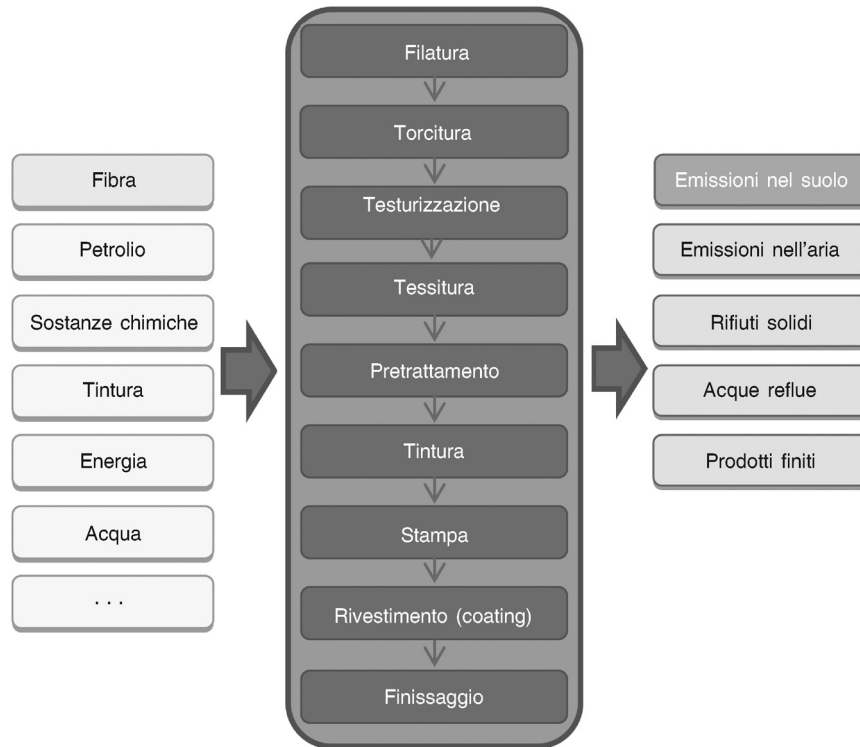 Fibra
Petrolio
Sostanze chimiche
Tintura
Energia
Acqua
. . .
Filatura
Torcitura
Testurizzazione
Tessitura
Pretrattamento
Tintura
Stampa
Rivestimento (coating)
Finissaggio
Emissioni nel suolo
Emissioni nell'aria
Rifiuti solidi
Acque reflue
Prodotti finiti